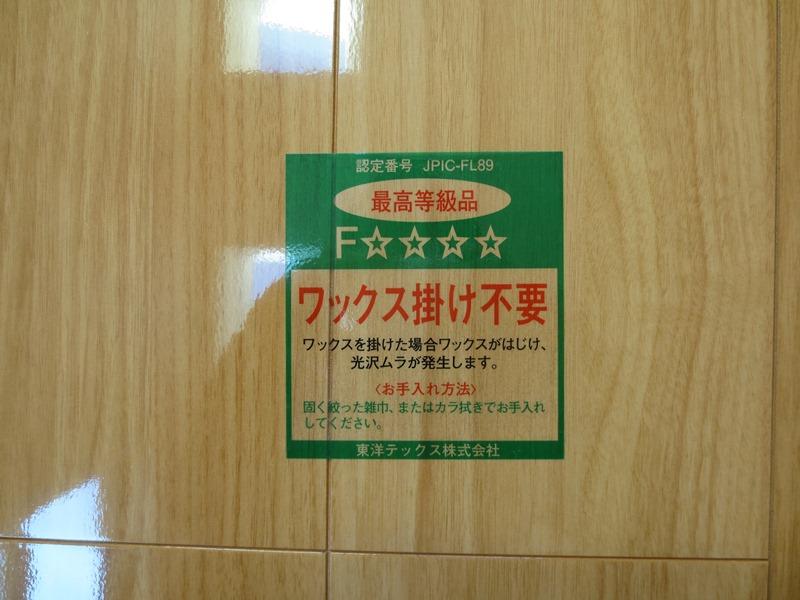 認定番号 JPIC-FL89
最高等級品
F☆☆☆☆
ワックス掛け不要
ワックスを掛けた場合ワックスがはじけ、
光沢ムラが発生します。
〈お手入れ方法〉
固く絞った雑巾、またはカラ拭きでお手入れ
してください。
東洋テックス株式会社